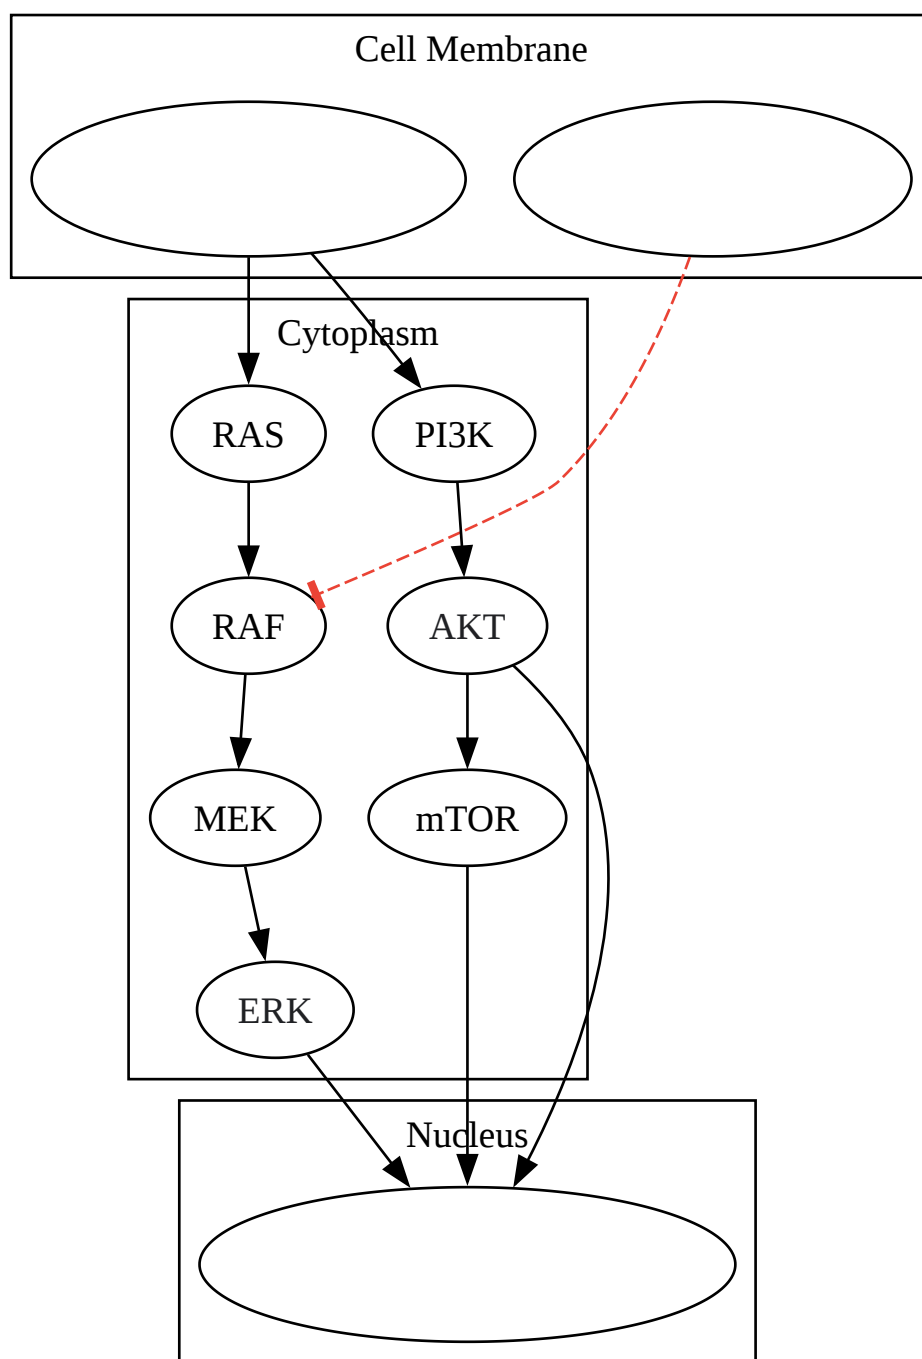 Cell Membrane
Cytoplasm
RAS
PI3K
RAF
AKT
MEK
mTOR
ERK
Nucleus